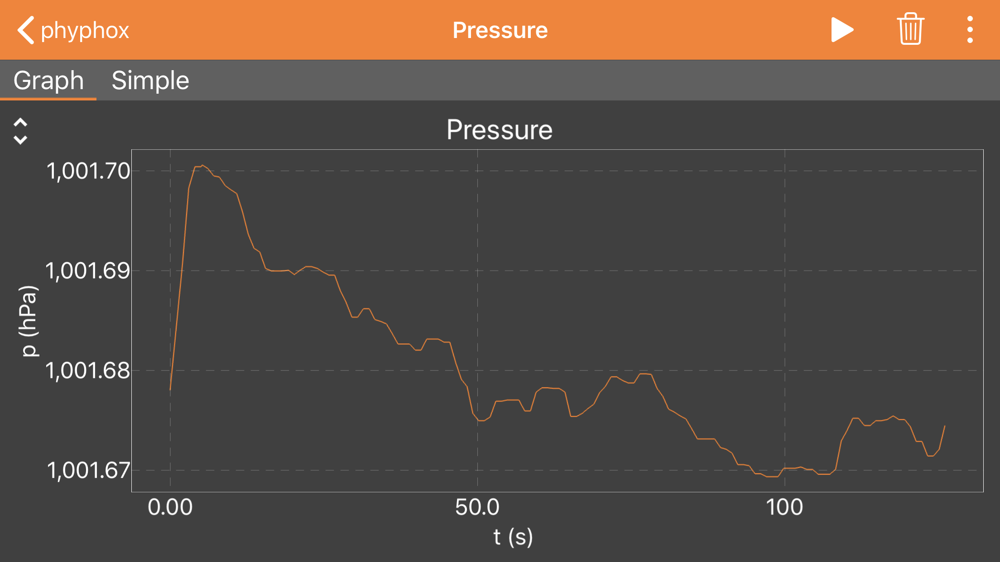 phyphox
Pressure
Graph Simple
Pressure
1,001.70
1,001.69
1,001.68
1,001.67
p (hPa)
0.00 50.0 100
t (s)